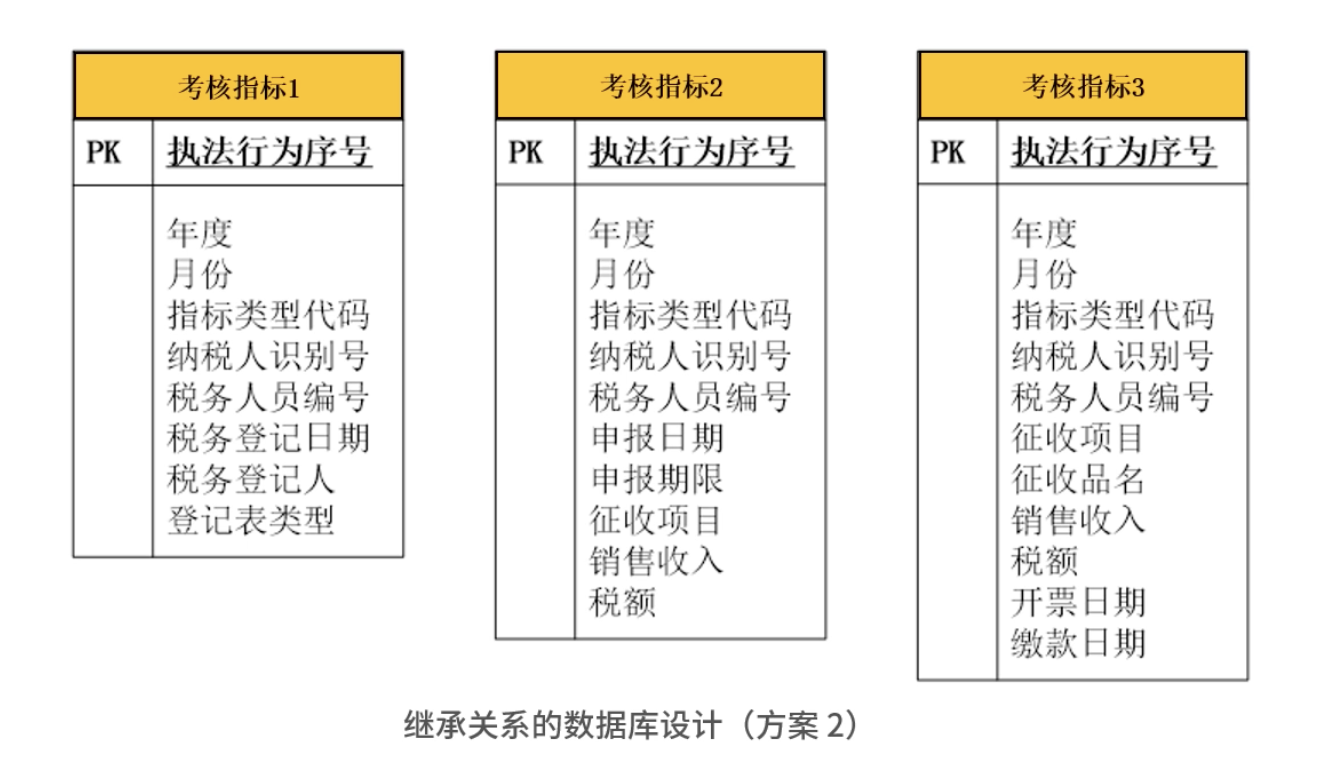 考核指标1
PK 执法行为序号
年度
月份
指标类型代码
纳税人识别号
税务人员编号
税务登记日期
税务登记人
登记表类型
考核指标2
PK 执法行为序号
年度
月份
指标类型代码
纳税人识别号
税务人员编号
申报日期
申报期限
征收项目
销售收入
税额
考核指标3
PK 执法行为序号
年度
月份
指标类型代码
纳税人识别号
税务人员编号
征收项目
征收品名
销售收入
税额
开票日期
缴款日期
继承关系的数据库设计（方案 2）